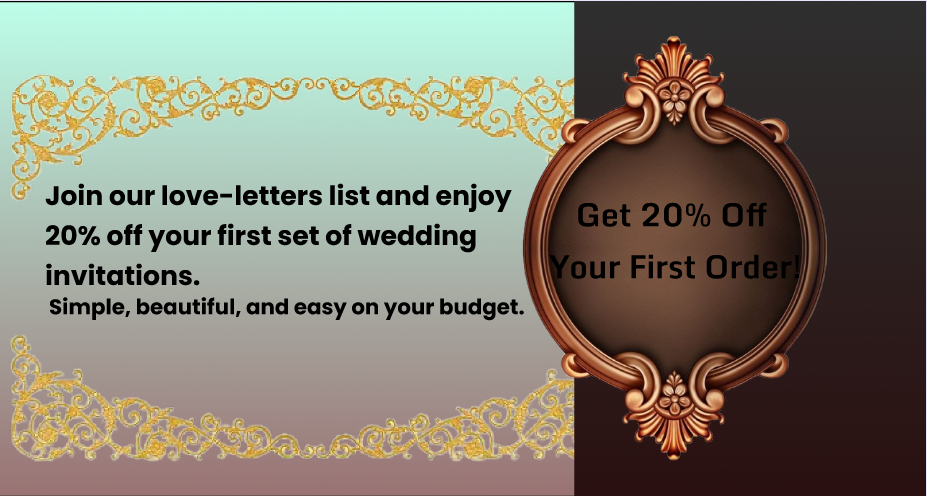 Join our love-letters list and enjoy
20% off your first set of wedding
invitations.
Simple, beautiful, and easy on your budget.
Get 20% Off
Your First Order!